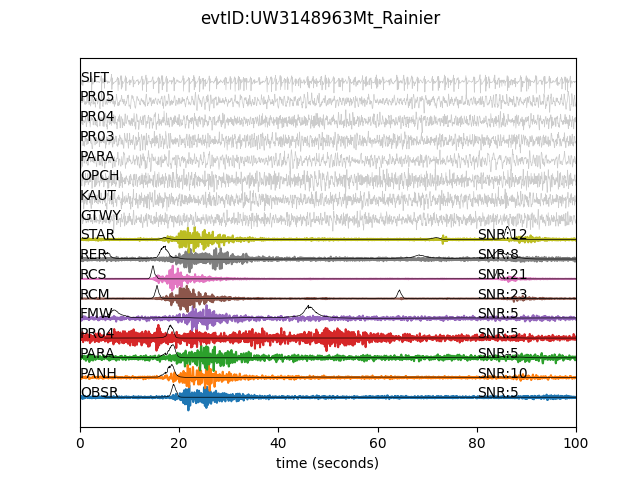 evtID:UW3148963Mt_Rainier
SIFT
PR05
PR04
PR03
PARA
OPCH
KAUT
GTWY
STAR SNR:12
RER SNR:8
RCS SNR:21
RCM SNR:23
FMW SNR:5
PR04 SNR:5
PARA SNR:5
PANH SNR:10
OBSR SNR:5
0 20 40 60 80 100
time (seconds)